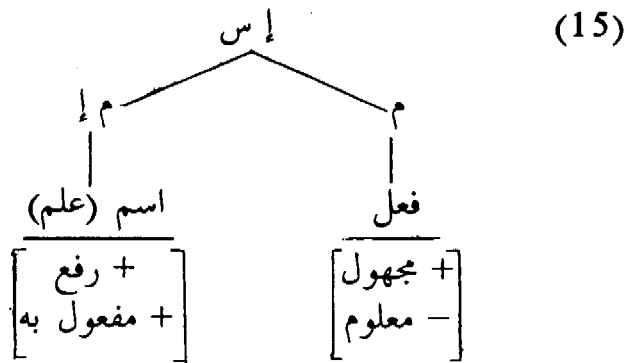 (15)
إ س
م م إ
فعل اسم (علم)
+ مجهول + رفع
− معلوم + مفعول به